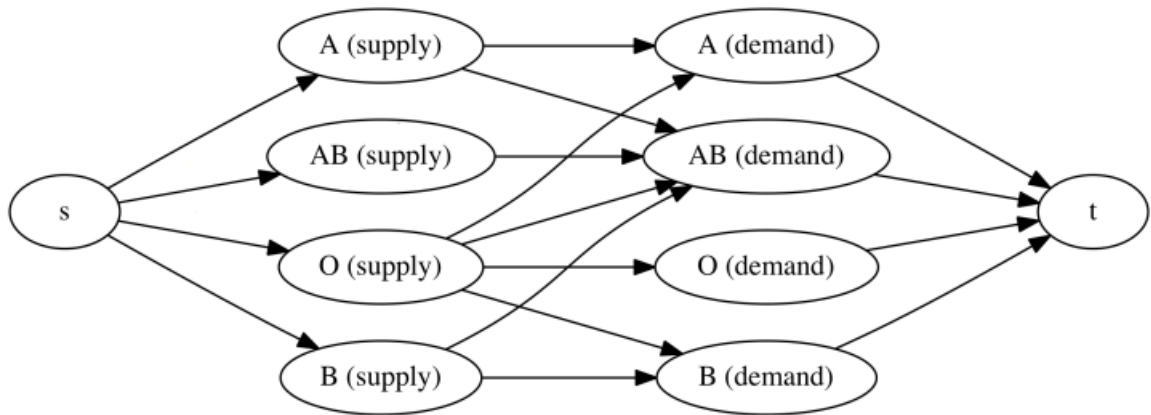 A (supply)
A (demand)
AB (supply)
AB (demand)
s
t
O (supply)
O (demand)
B (supply)
B (demand)